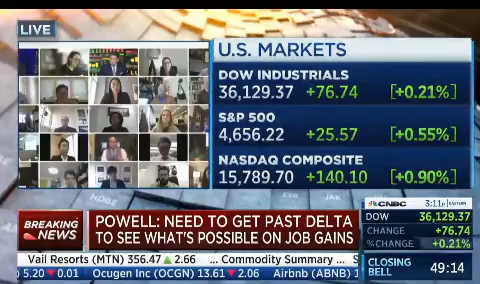 LIVE
U.S. MARKETS
DOW INDUSTRIALS
36,129.37 +76.74 [+0.21%]
S&P 500
4,656.22 +25.57 [+0.55%]
NASDAQ COMPOSITE
15,789.70 +140.10 [+0.90%]
BREAKING NEWS
POWELL: NEED TO GET PAST DELTA
TO SEE WHAT'S POSSIBLE ON JOB GAINS
CNBC 3:11p EASTERN
DOW 36,129.37
CHANGE +76.74
% CHANGE +0.21%
CLOSING
BELL 49:14
Vail Resorts (MTN) 356.47 ▲ 2.66 ... Commodity Summary ...
5.20 ▼ 0.01 Ocugen Inc (OCGN) 13.61 ▼ 2.06 Airbnb (ABNB)